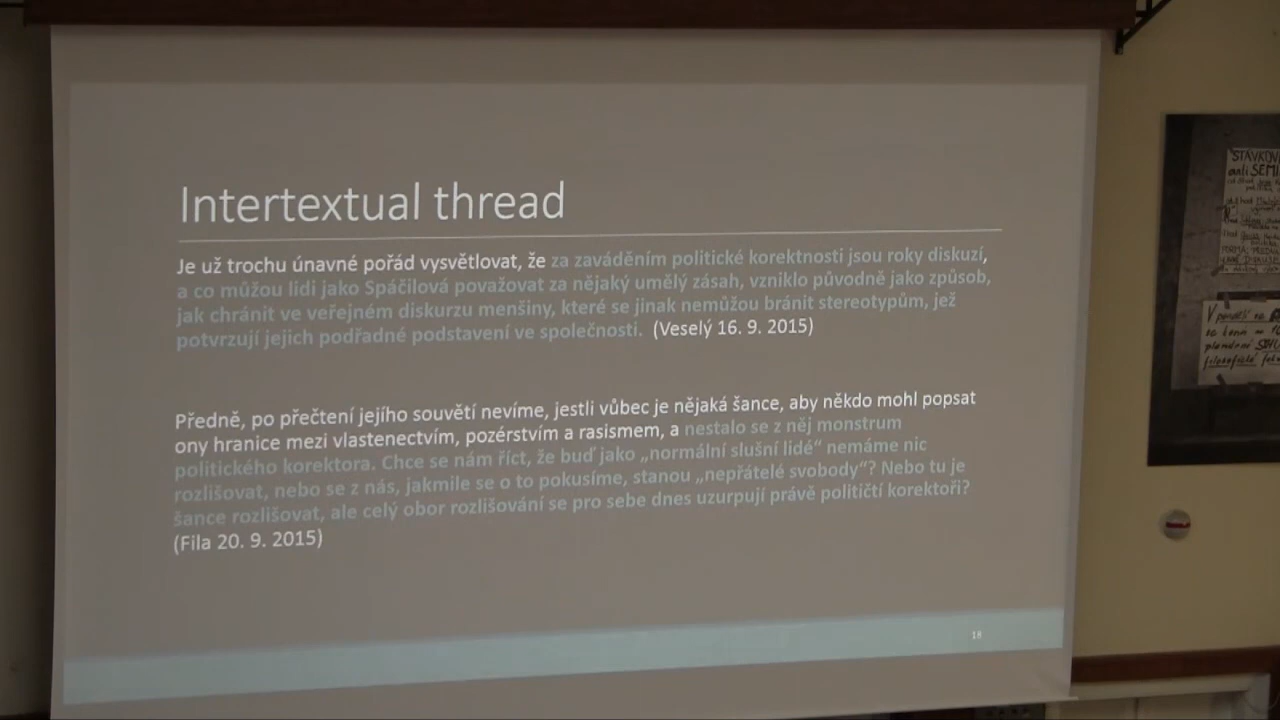 Intertextual thread
Je už trochu únavné pořád vysvětlovat, že za zaváděním politické korektnosti jsou roky diskuzí,
a co můžou lidi jako Spáčilová považovat za nějaký umělý zásah, vzniklo původně jako způsob,
jak chránit ve veřejném diskurzu menšiny, které se jinak nemůžou bránit stereotypům, jež
potvrzují jejich podřadné podstavení ve společnosti. (Veselý 16. 9. 2015)
Předně, po přečtení jejího souvětí nevíme, jestli vůbec je nějaká šance, aby někdo mohl popsat
ony hranice mezi vlastenectvím, pozérstvím a rasismem, a nestalo se z něj monstrum
politického korektora. Chce se nám říct, že buď jako „normální slušní lidé“ nemáme nic
rozlišovat, nebo se z nás, jakmile se o to pokusíme, stanou „nepřátelé svobody“? Nebo tu je
šance rozlišovat, ale celý obor rozlišování se pro sebe dnes uzurpují právě političtí korektoři?
(Fila 20. 9. 2015)
18
STÁVKOV
anti SEMI